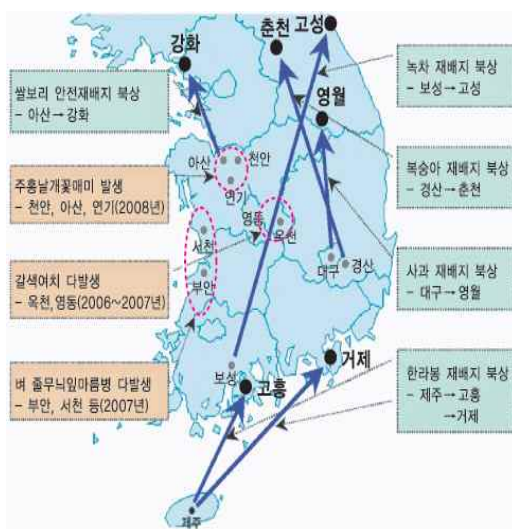 춘천 고성
강화
쌀보리 안전재배지 북상
- 아산→강화
녹차 재배지 북상
- 보성→고성
영월
아산
천안
연기
주홍날개꽃매미 발생
- 천안, 아산, 연기(2008년)
복숭아 재배지 북상
- 경산→춘천
영동
옥천
서천
부안
대구
경산
갈색여치 다발생
- 옥천,영동(2006~2007년)
사과 재배지 북상
- 대구→영월
벼 줄무늬잎마름병 다발생
- 부안, 서천 등(2007년)
보성
고흥
거제
한라봉 재배지 북상
- 제주→고흥
→거제
제주